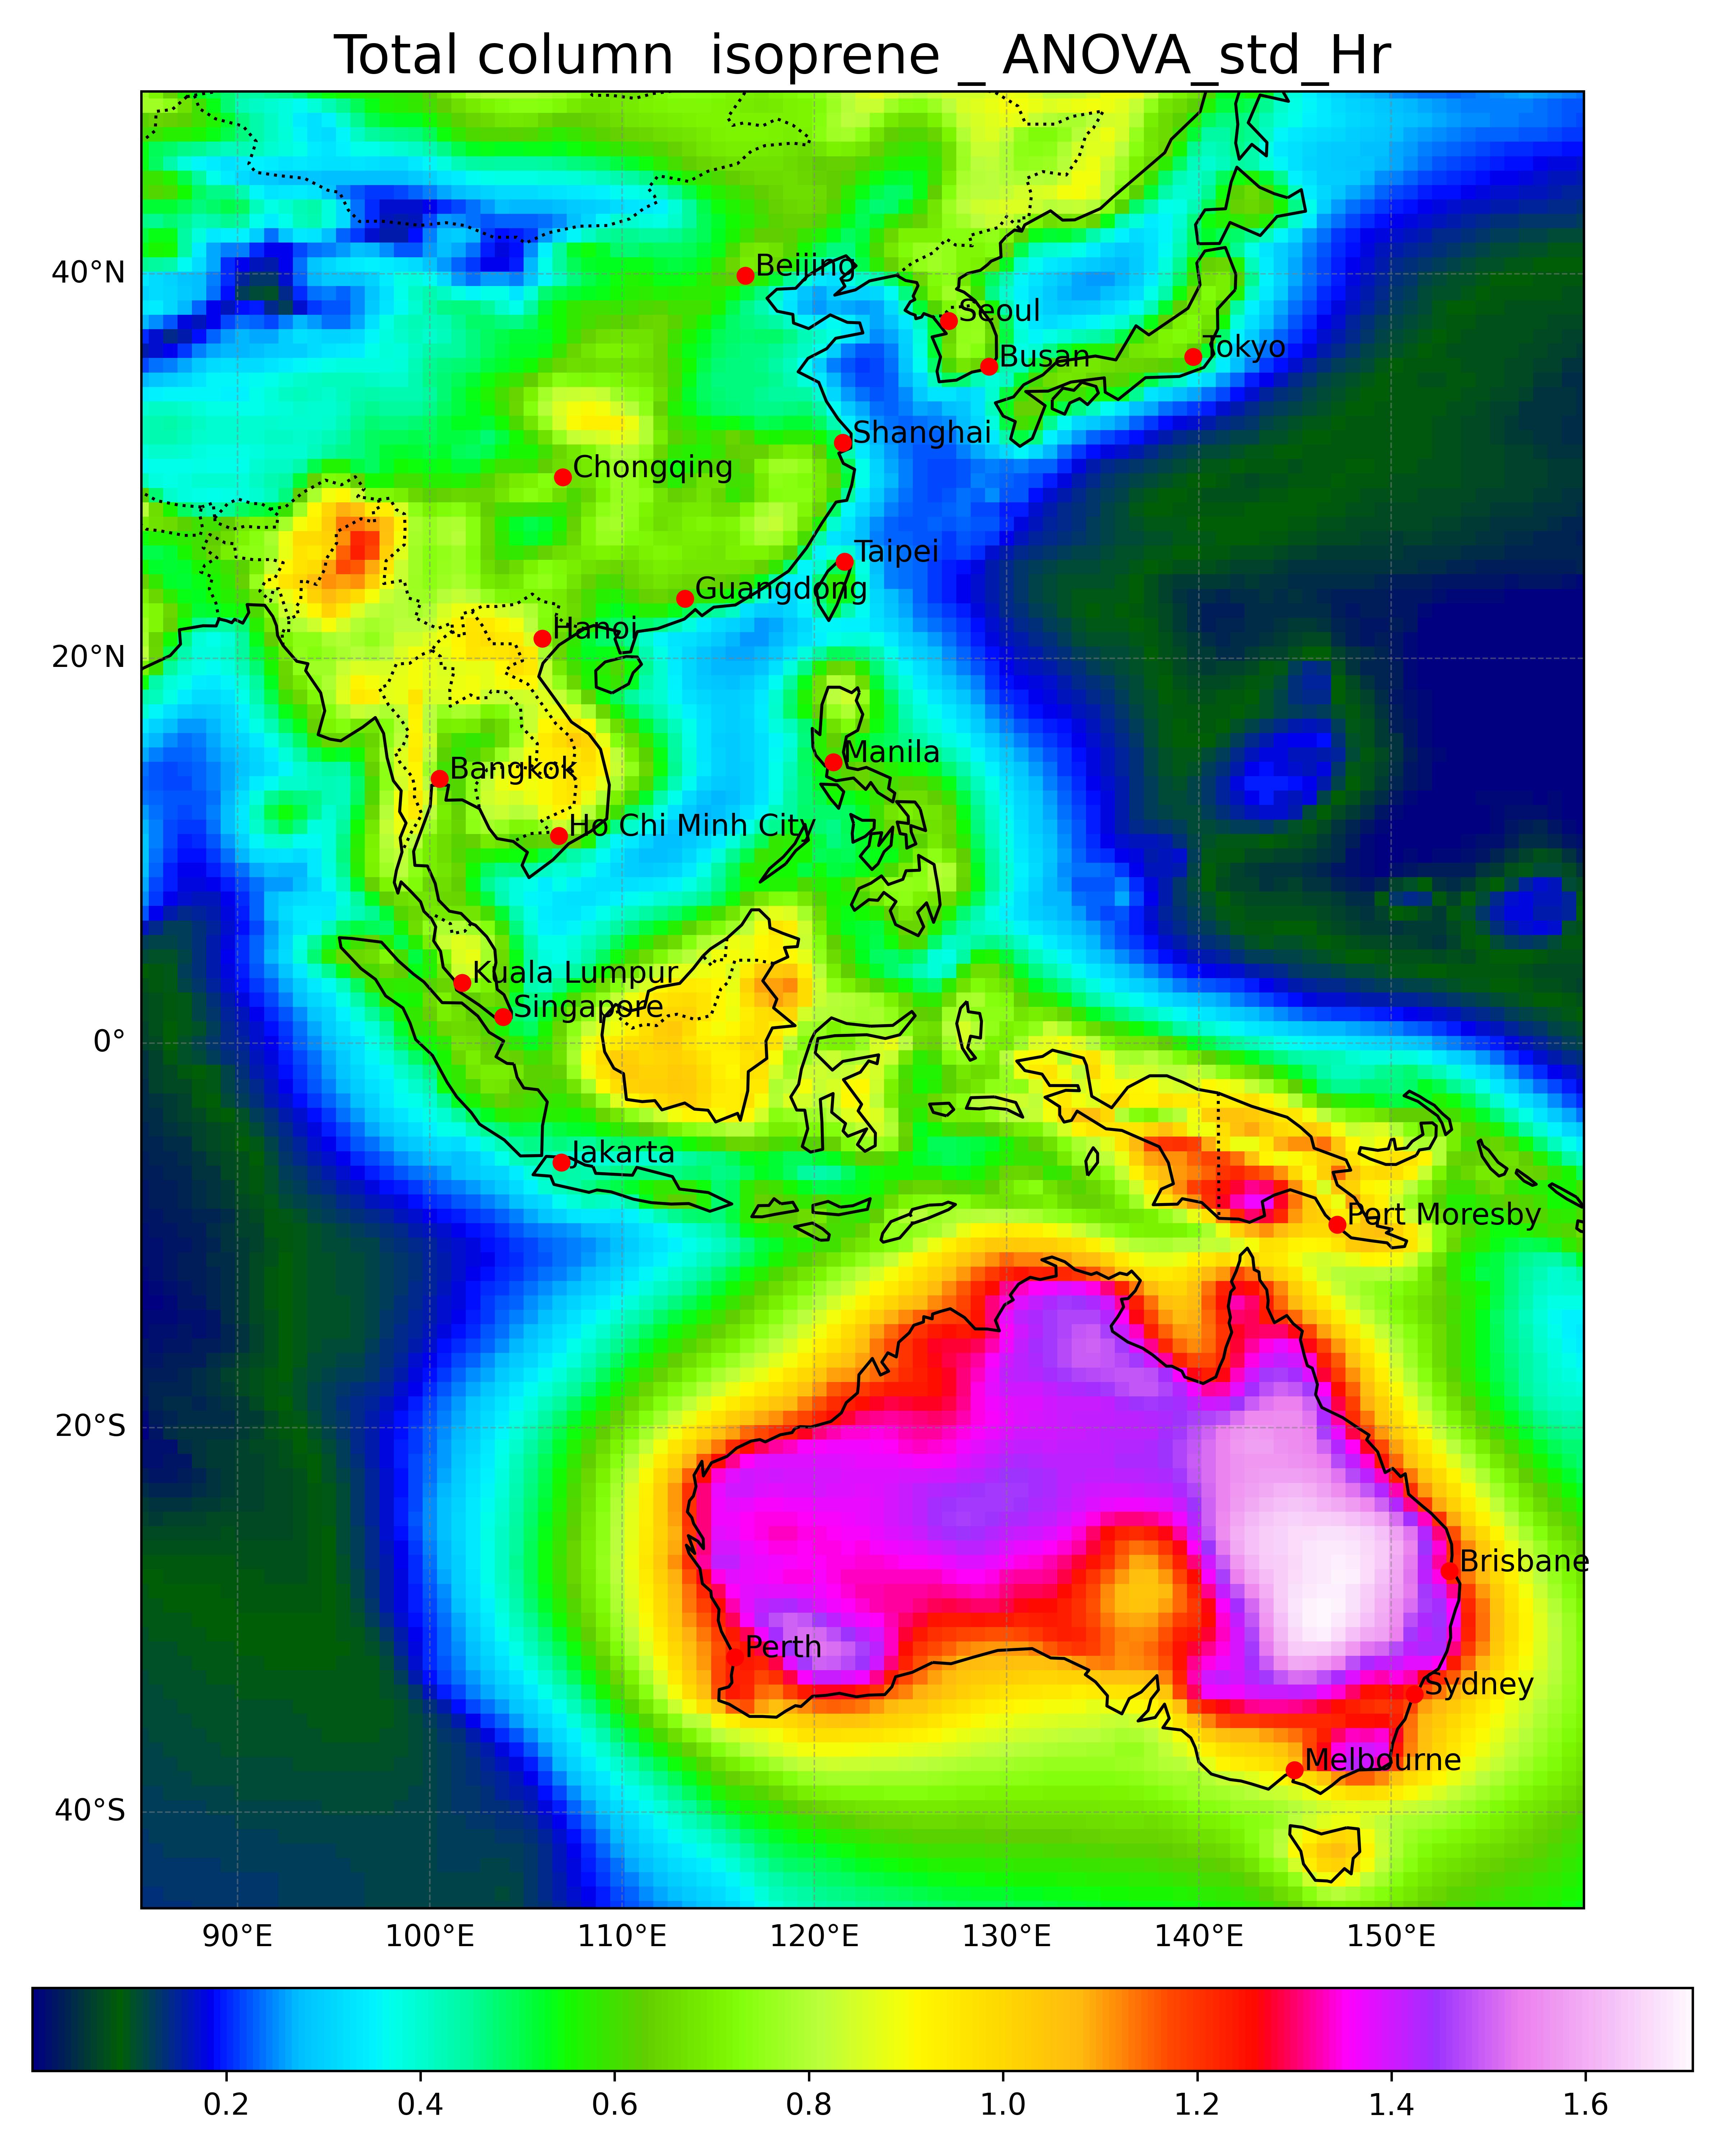 Total column  isoprene _ ANOVA_std_Hr
40°N
20°N
0°
20°S
40°S
Beijing
Seoul
Busan
Tokyo
Shanghai
Chongqing
Taipei
Guangdong
Hanoi
Manila
Bangkok
Ho Chi Minh City
Kuala Lumpur
Singapore
Jakarta
Port Moresby
Brisbane
Perth
Sydney
Melbourne
90°E 100°E 110°E 120°E 130°E 140°E 150°E
0.2 0.4 0.6 0.8 1.0 1.2 1.4 1.6